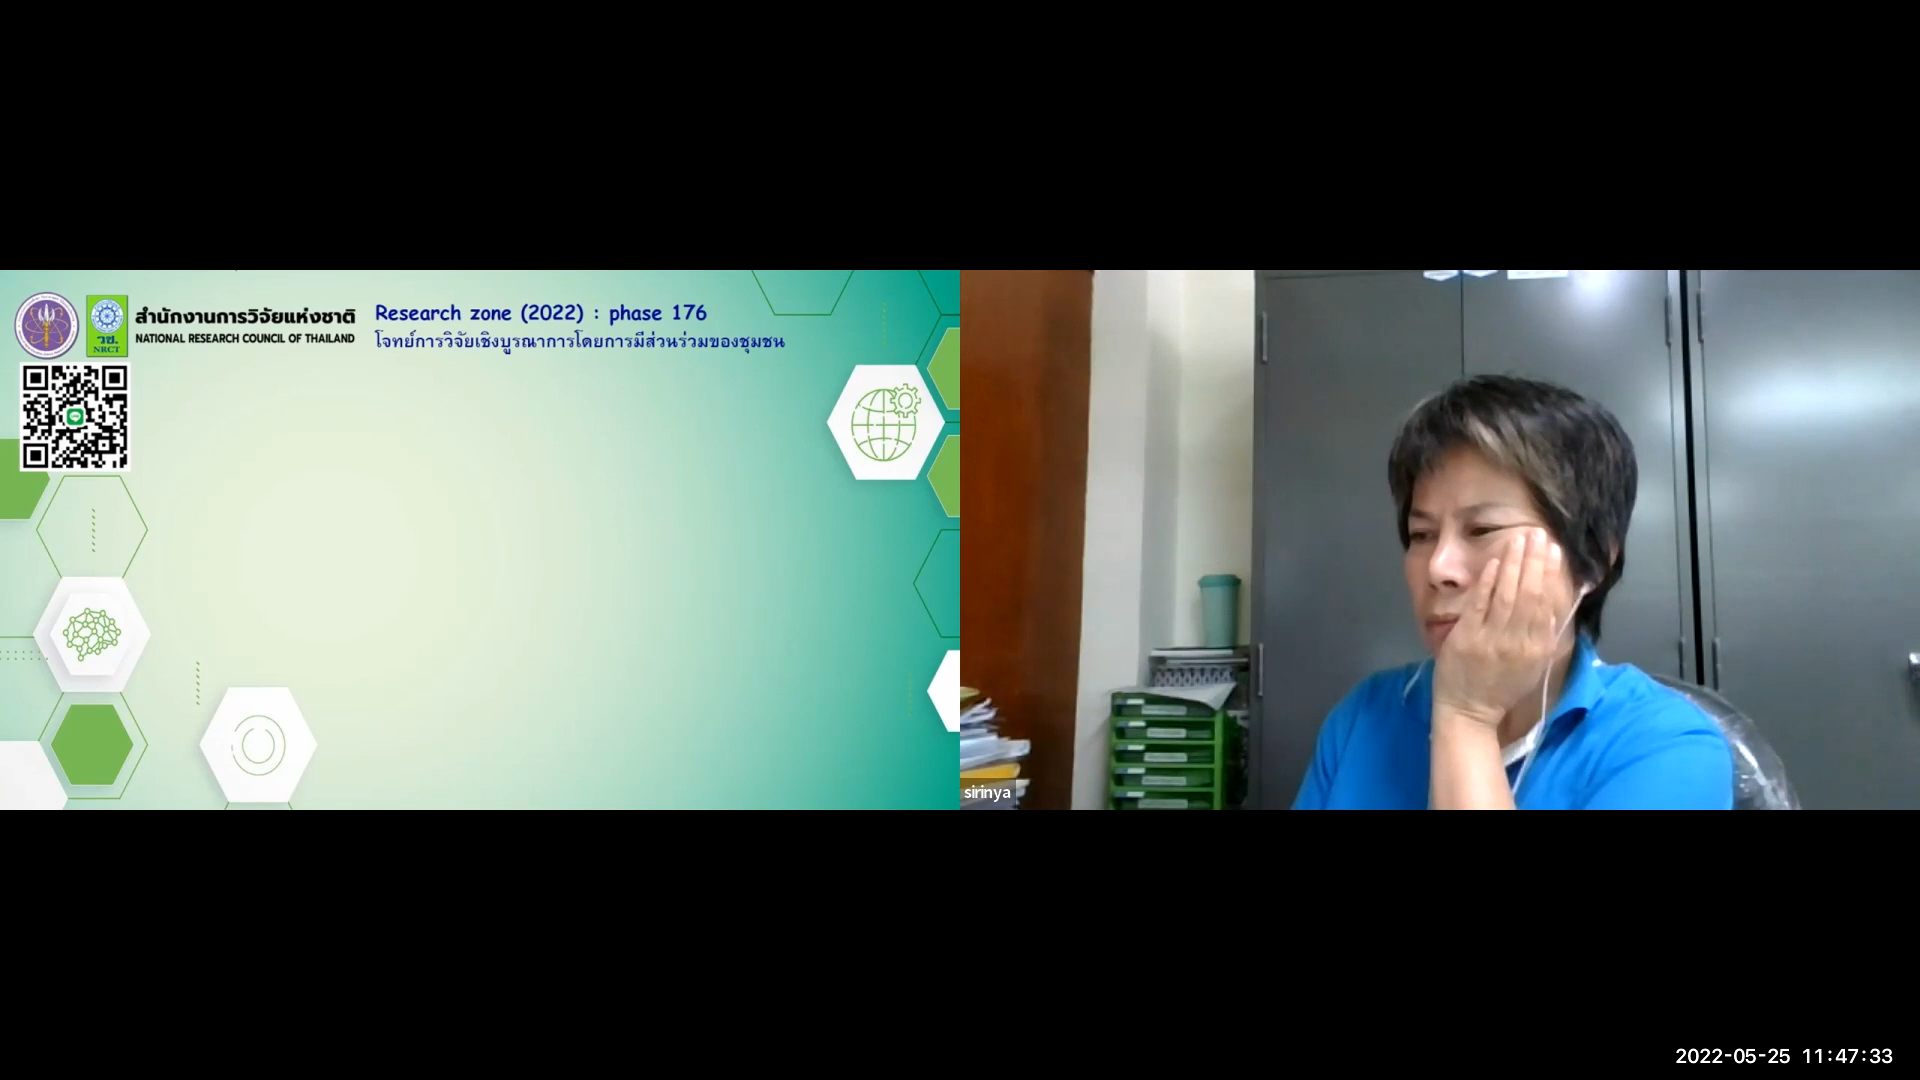 สำนักงานการวิจัยแห่งชาติ
NATIONAL RESEARCH COUNCIL OF THAILAND
วช.
NRCT
Research zone (2022) : phase 176
โจทย์การวิจัยเชิงบูรณาการโดยการมีส่วนร่วมของชุมชน
sirinya
2022-05-25 11:47:33